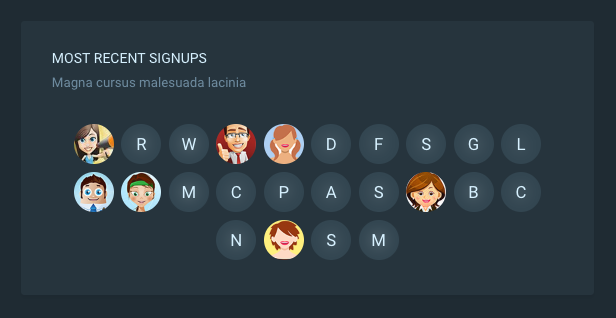 MOST RECENT SIGNUPS
Magna cursus malesuada lacinia
R W D F S G L
M C P A S B C
N S M